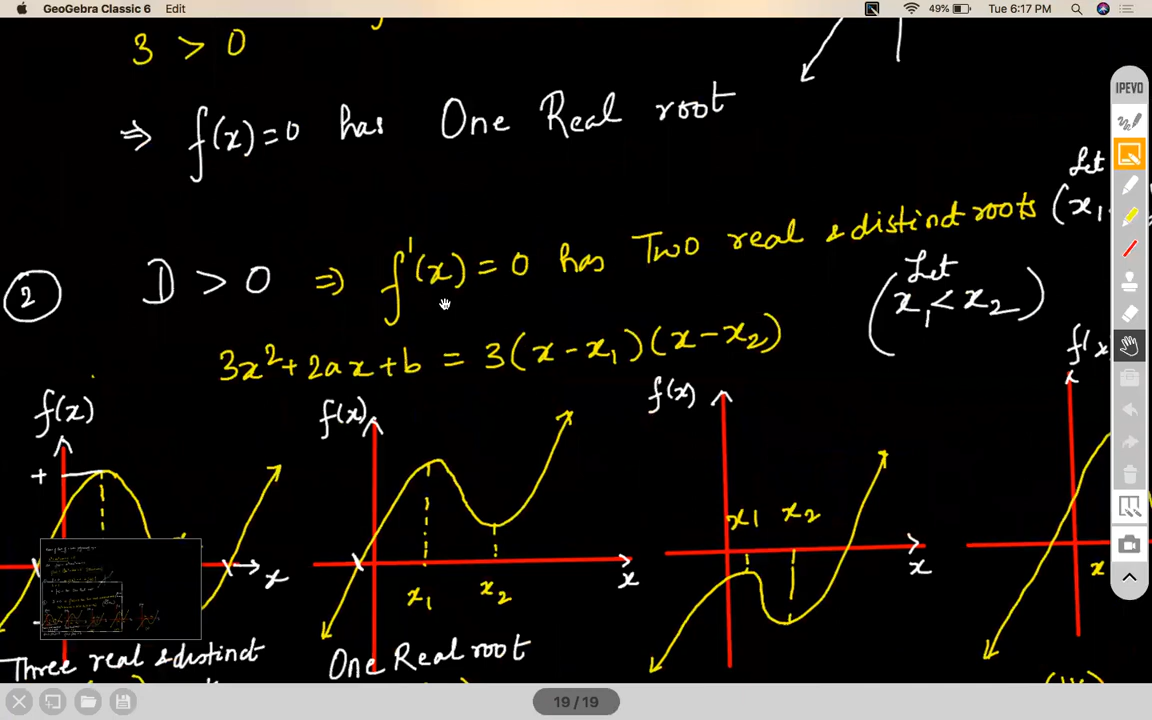 GeoGebra Classic 6 Edit 49% Tue 6:17 PM
IPEVO
3 > 0
⇒ f(x)=0 has One Real root
Let
② D > 0 ⇒ f'(x) = 0 has Two real & distinct roots (x₁
(Let x₁ < x₂)
3x²+2ax+b = 3(x-x₁)(x-x₂)
f(x) f(x) f(x) f(x
+
x₁ x₂
x x₁ x₂ x x x
Three real & distinct One Real root
19 / 19